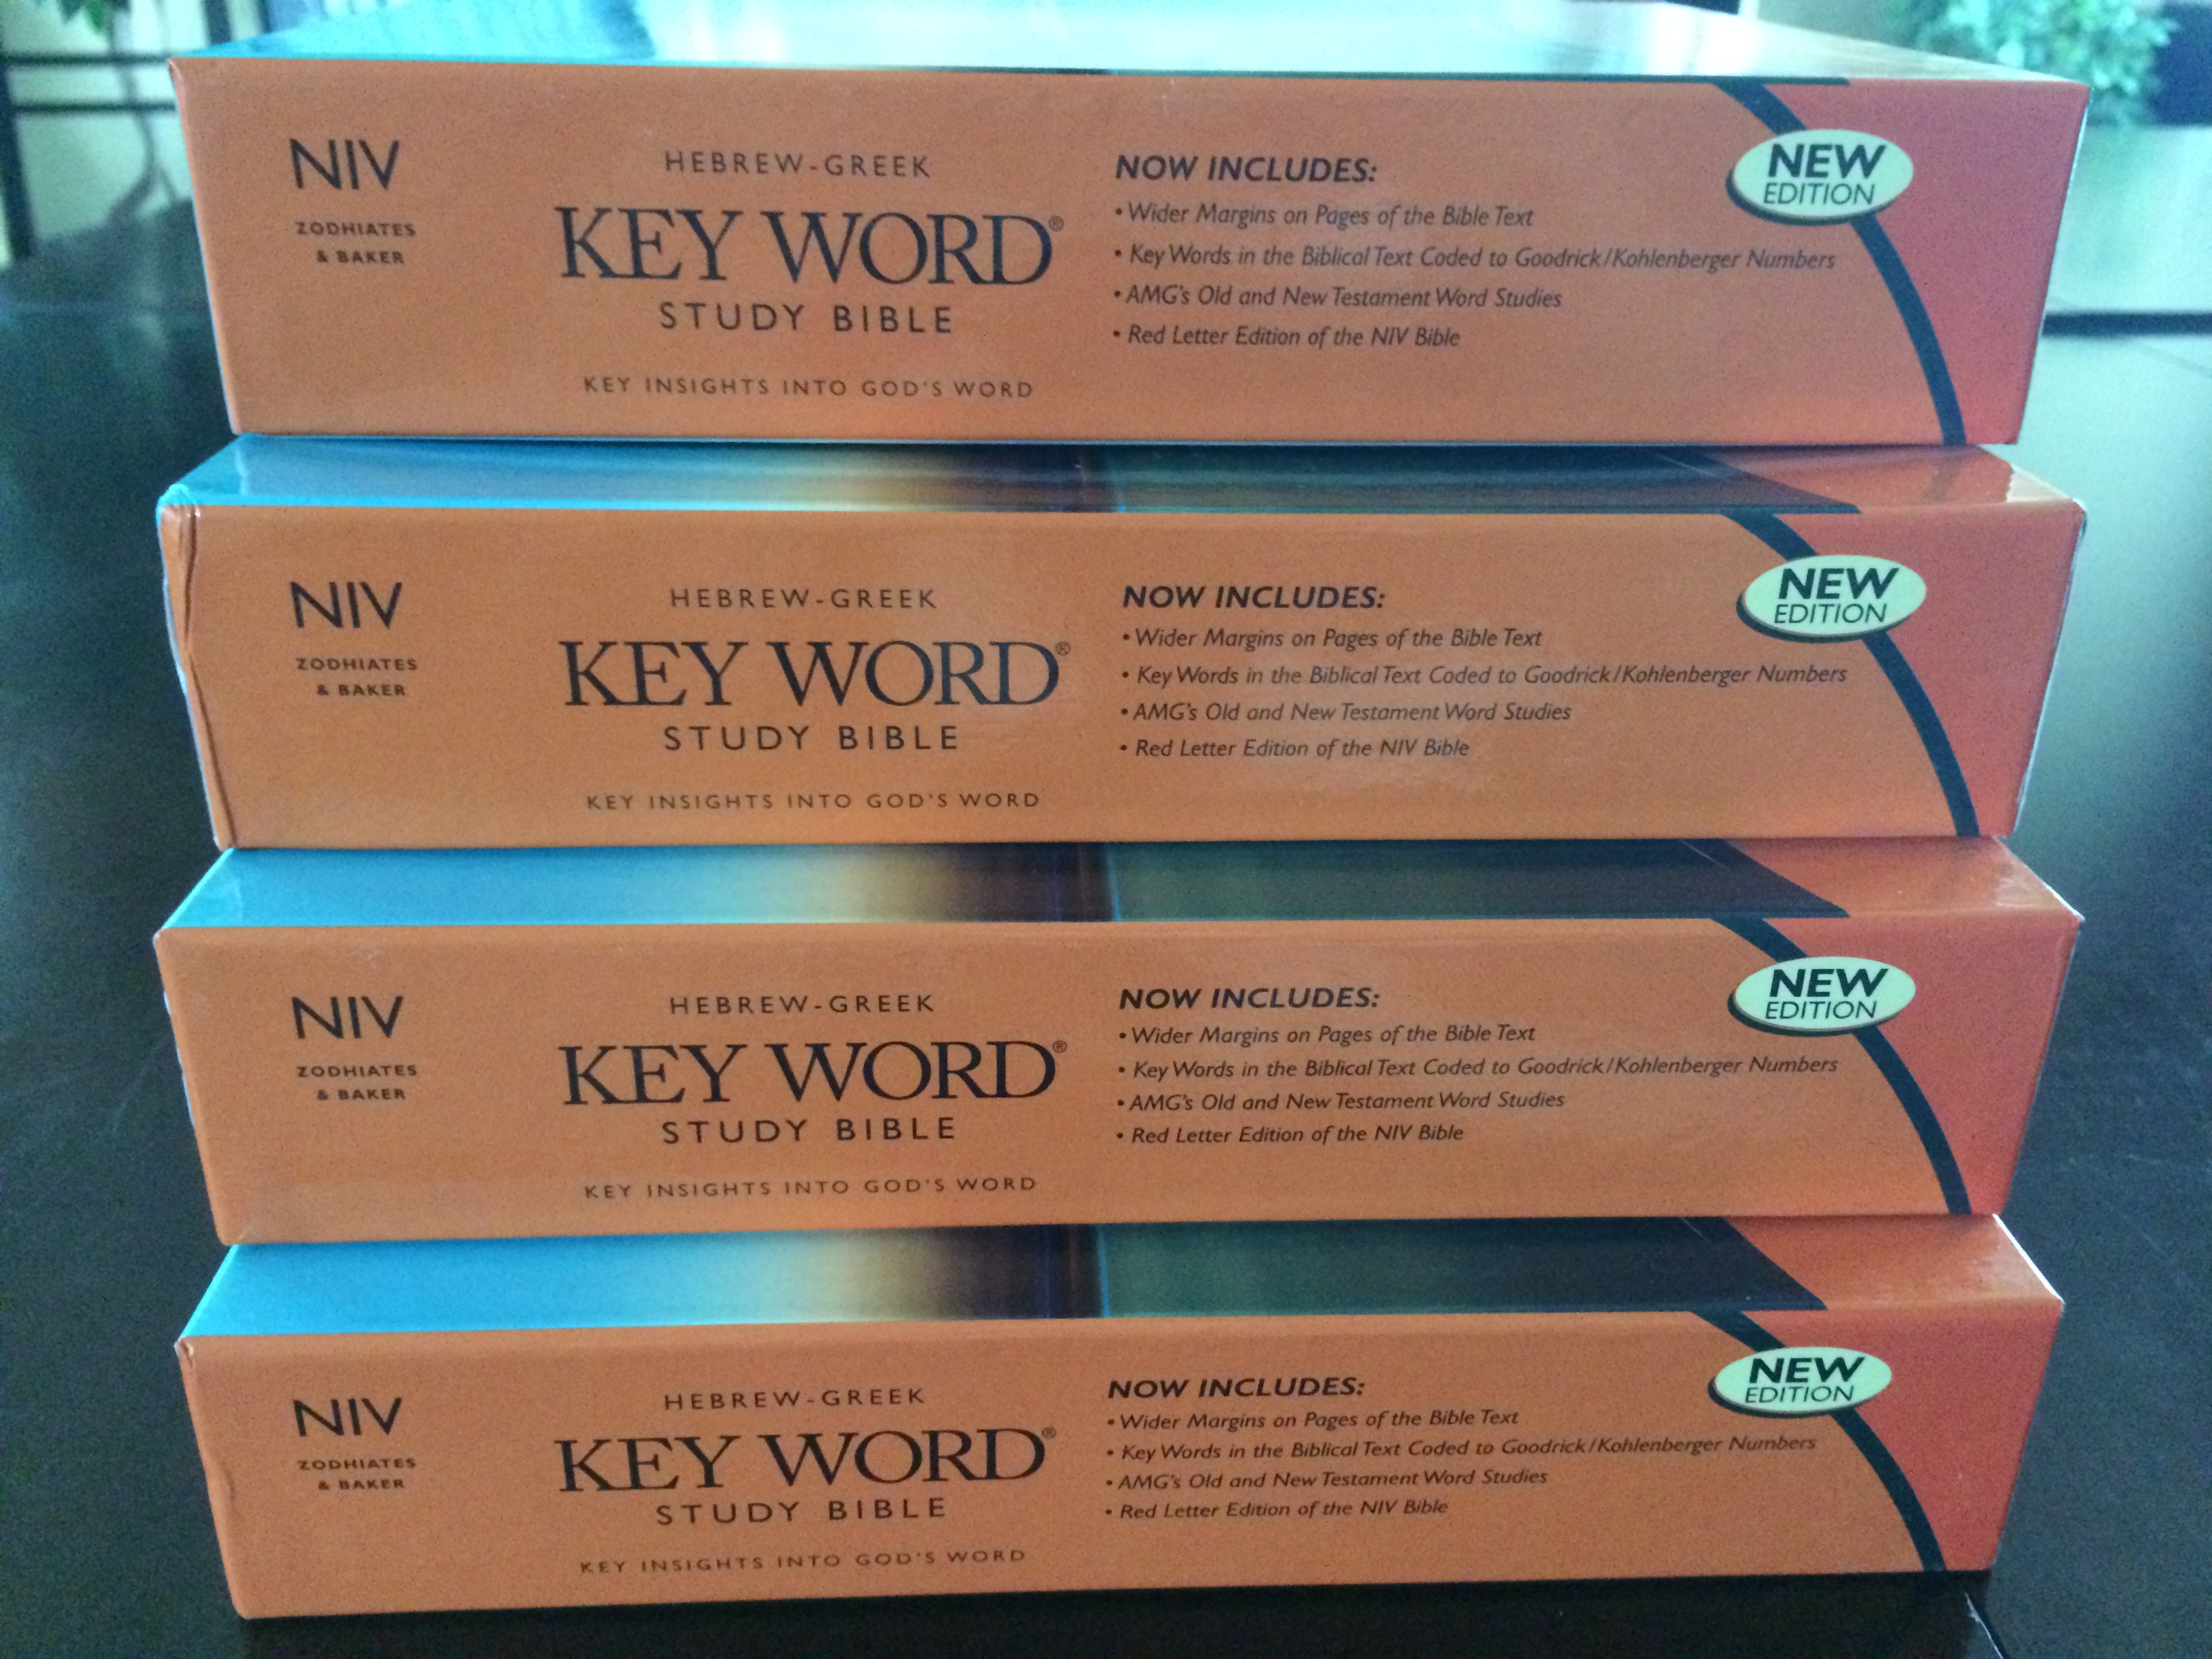 NIV
ZODHIATES
& BAKER
HEBREW-GREEK
KEY WORD®
STUDY BIBLE
KEY INSIGHTS INTO GOD'S WORD
NOW INCLUDES:
• Wider Margins on Pages of the Bible Text
• Key Words in the Biblical Text Coded to Goodrick/Kohlenberger Numbers
• AMG's Old and New Testament Word Studies
• Red Letter Edition of the NIV Bible
NEW
EDITION
NIV
ZODHIATES
& BAKER
HEBREW-GREEK
KEY WORD®
STUDY BIBLE
KEY INSIGHTS INTO GOD'S WORD
NOW INCLUDES:
• Wider Margins on Pages of the Bible Text
• Key Words in the Biblical Text Coded to Goodrick/Kohlenberger Numbers
• AMG's Old and New Testament Word Studies
• Red Letter Edition of the NIV Bible
NEW
EDITION
NIV
ZODHIATES
& BAKER
HEBREW-GREEK
KEY WORD®
STUDY BIBLE
KEY INSIGHTS INTO GOD'S WORD
NOW INCLUDES:
• Wider Margins on Pages of the Bible Text
• Key Words in the Biblical Text Coded to Goodrick/Kohlenberger Numbers
• AMG's Old and New Testament Word Studies
• Red Letter Edition of the NIV Bible
NEW
EDITION
NIV
ZODHIATES
& BAKER
HEBREW-GREEK
KEY WORD®
STUDY BIBLE
KEY INSIGHTS INTO GOD'S WORD
NOW INCLUDES:
• Wider Margins on Pages of the Bible Text
• Key Words in the Biblical Text Coded to Goodrick/Kohlenberger Numbers
• AMG's Old and New Testament Word Studies
• Red Letter Edition of the NIV Bible
NEW
EDITION